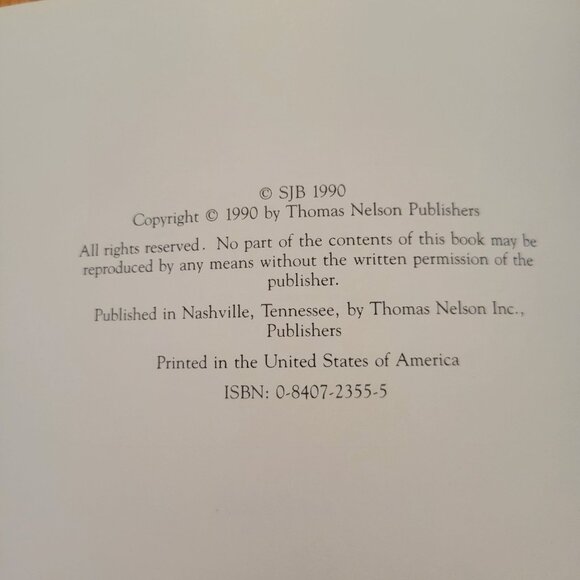 © SJB 1990
Copyright © 1990 by Thomas Nelson Publishers
All rights reserved. No part of the contents of this book may be
reproduced by any means without the written permission of the
publisher.
Published in Nashville, Tennessee, by Thomas Nelson Inc.,
Publishers
Printed in the United States of America
ISBN: 0-8407-2355-5